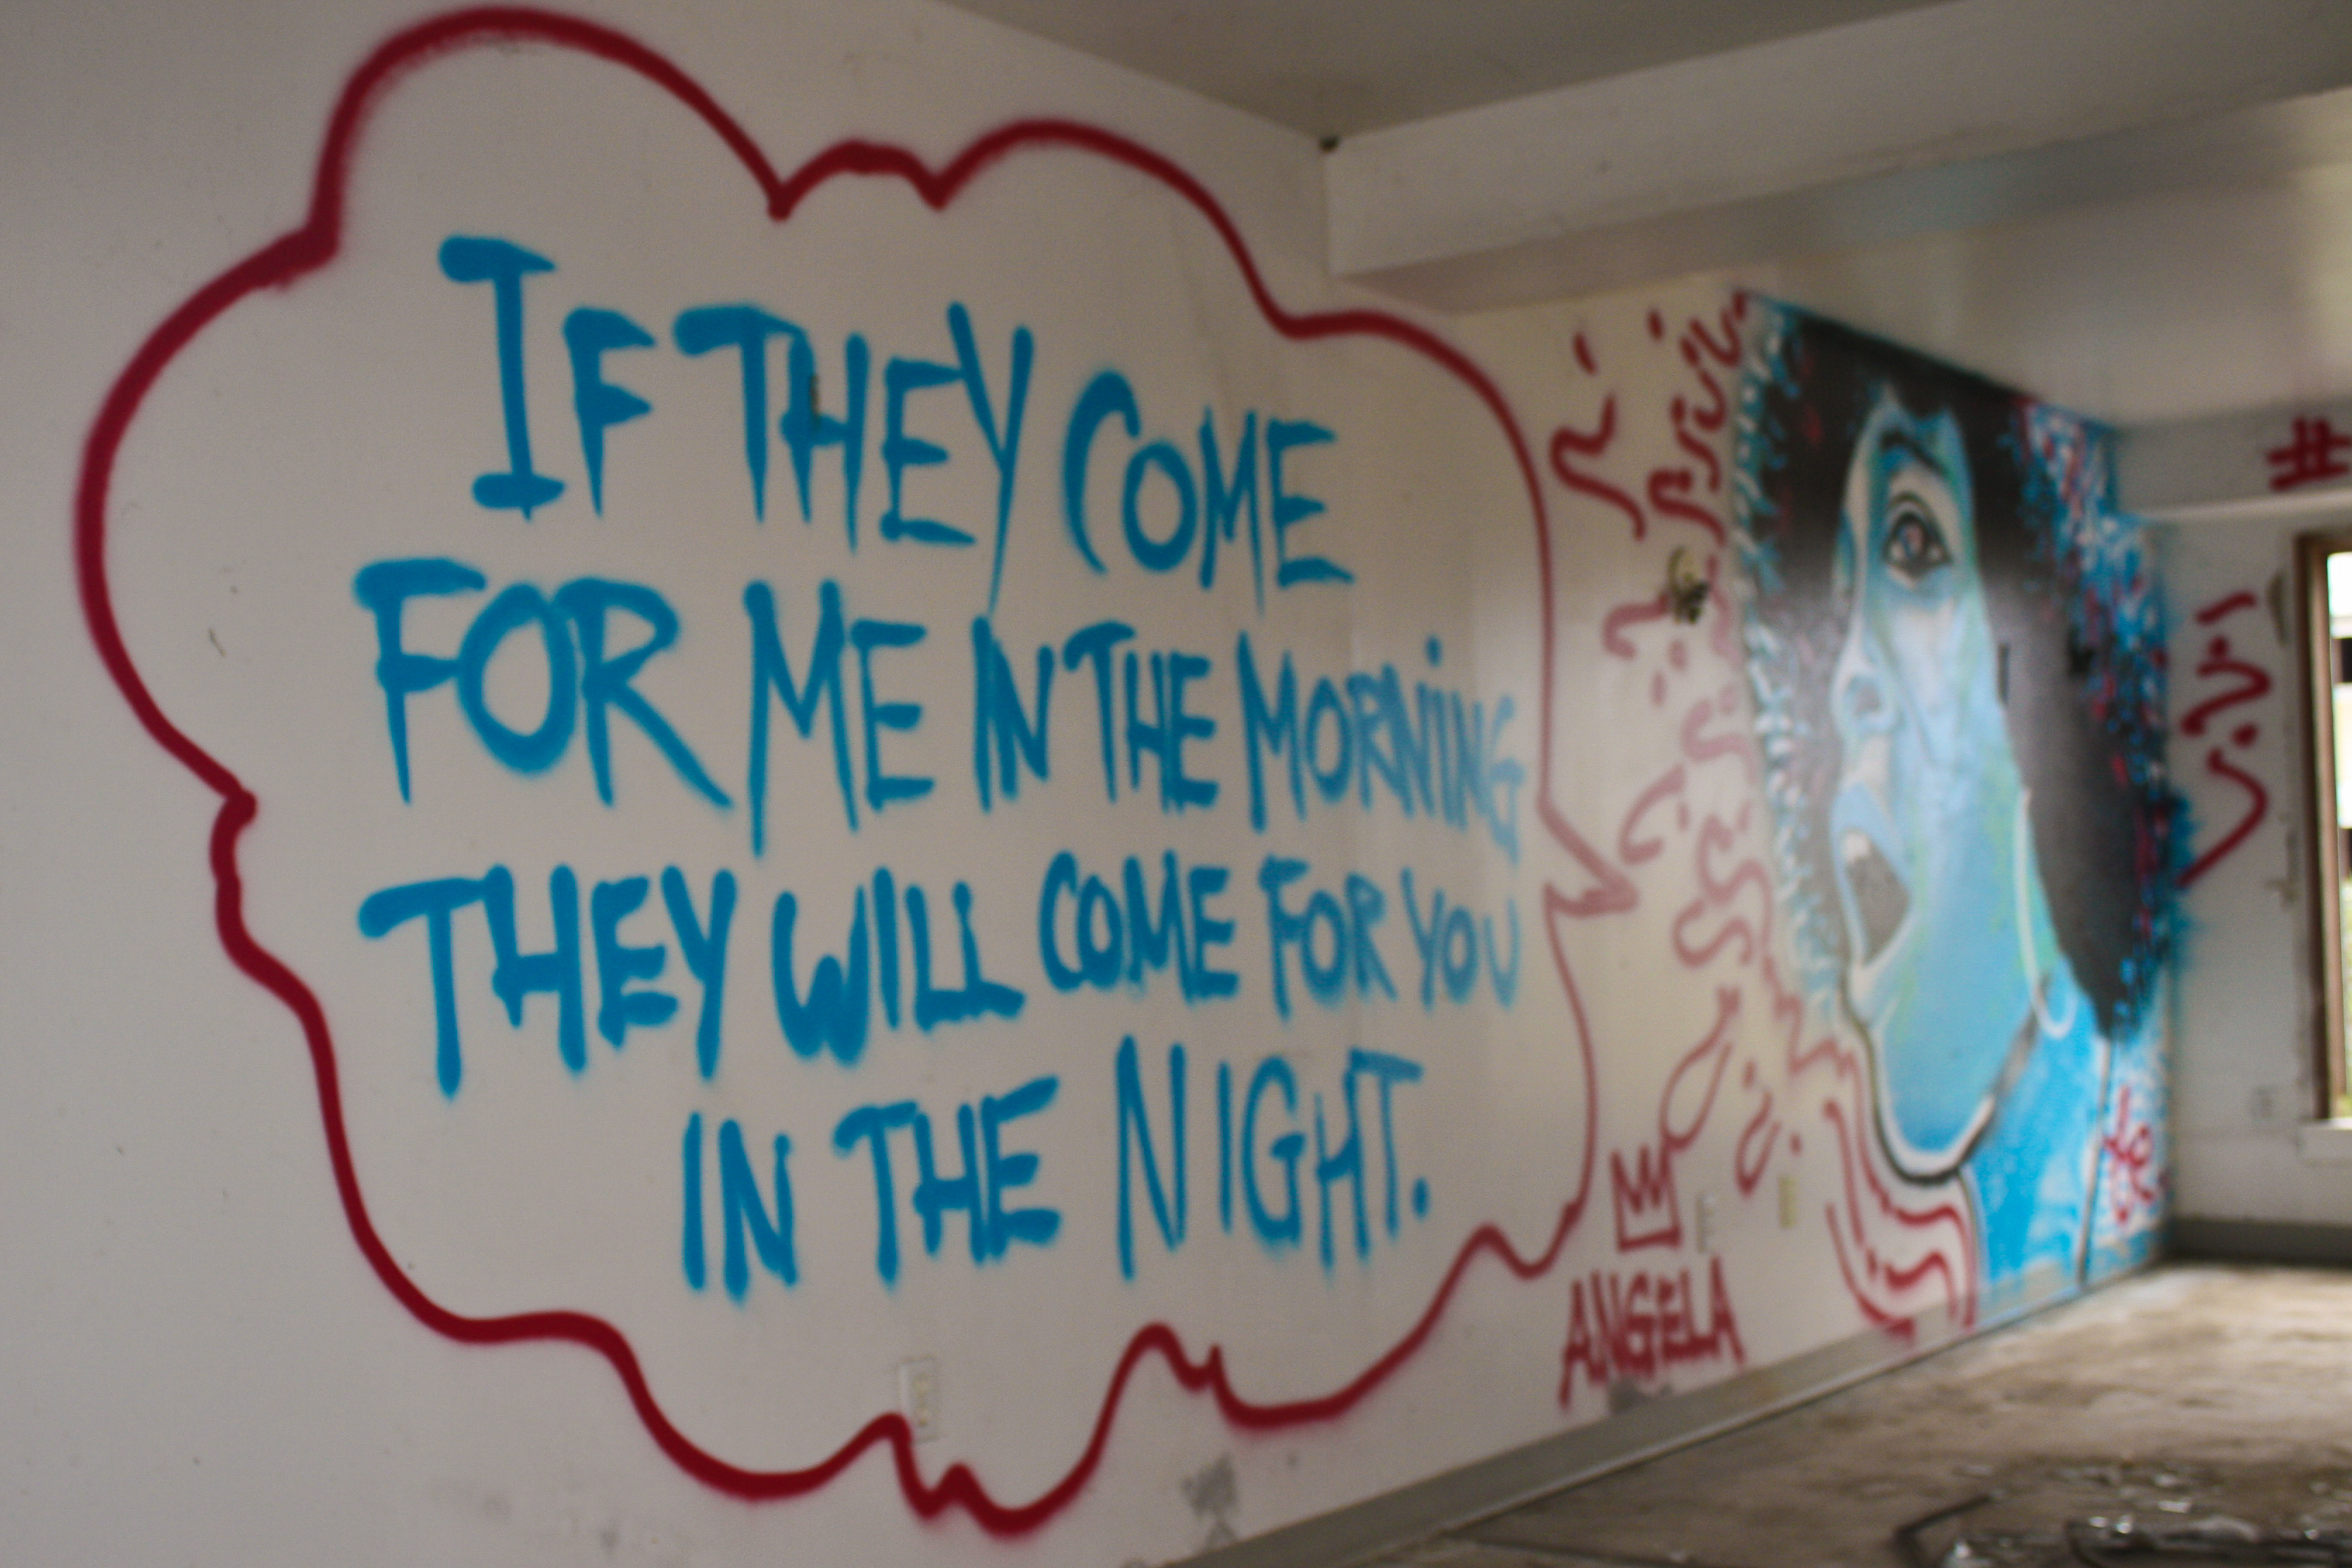 IF THEY COME
FOR ME IN THE MORNING
THEY WILL COME FOR YOU
IN THE NIGHT.
ANGELA
#